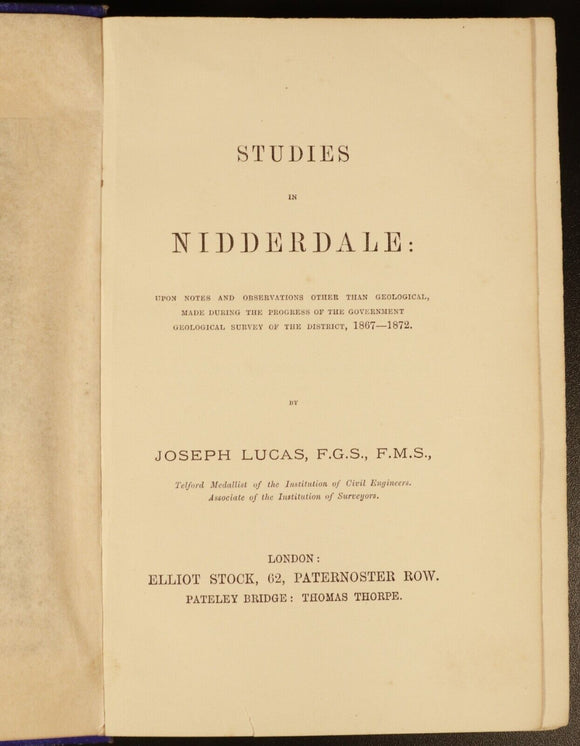 STUDIES
IN
NIDDERDALE:
UPON NOTES AND OBSERVATIONS OTHER THAN GEOLOGICAL,
MADE DURING THE PROGRESS OF THE GOVERNMENT
GEOLOGICAL SURVEY OF THE DISTRICT, 1867—1872.
BY
JOSEPH LUCAS, F.G.S., F.M.S.,
Telford Medallist of the Institution of Civil Engineers.
Associate of the Institution of Surveyors.
LONDON:
ELLIOT STOCK, 62, PATERNOSTER ROW.
PATELEY BRIDGE: THOMAS THORPE.